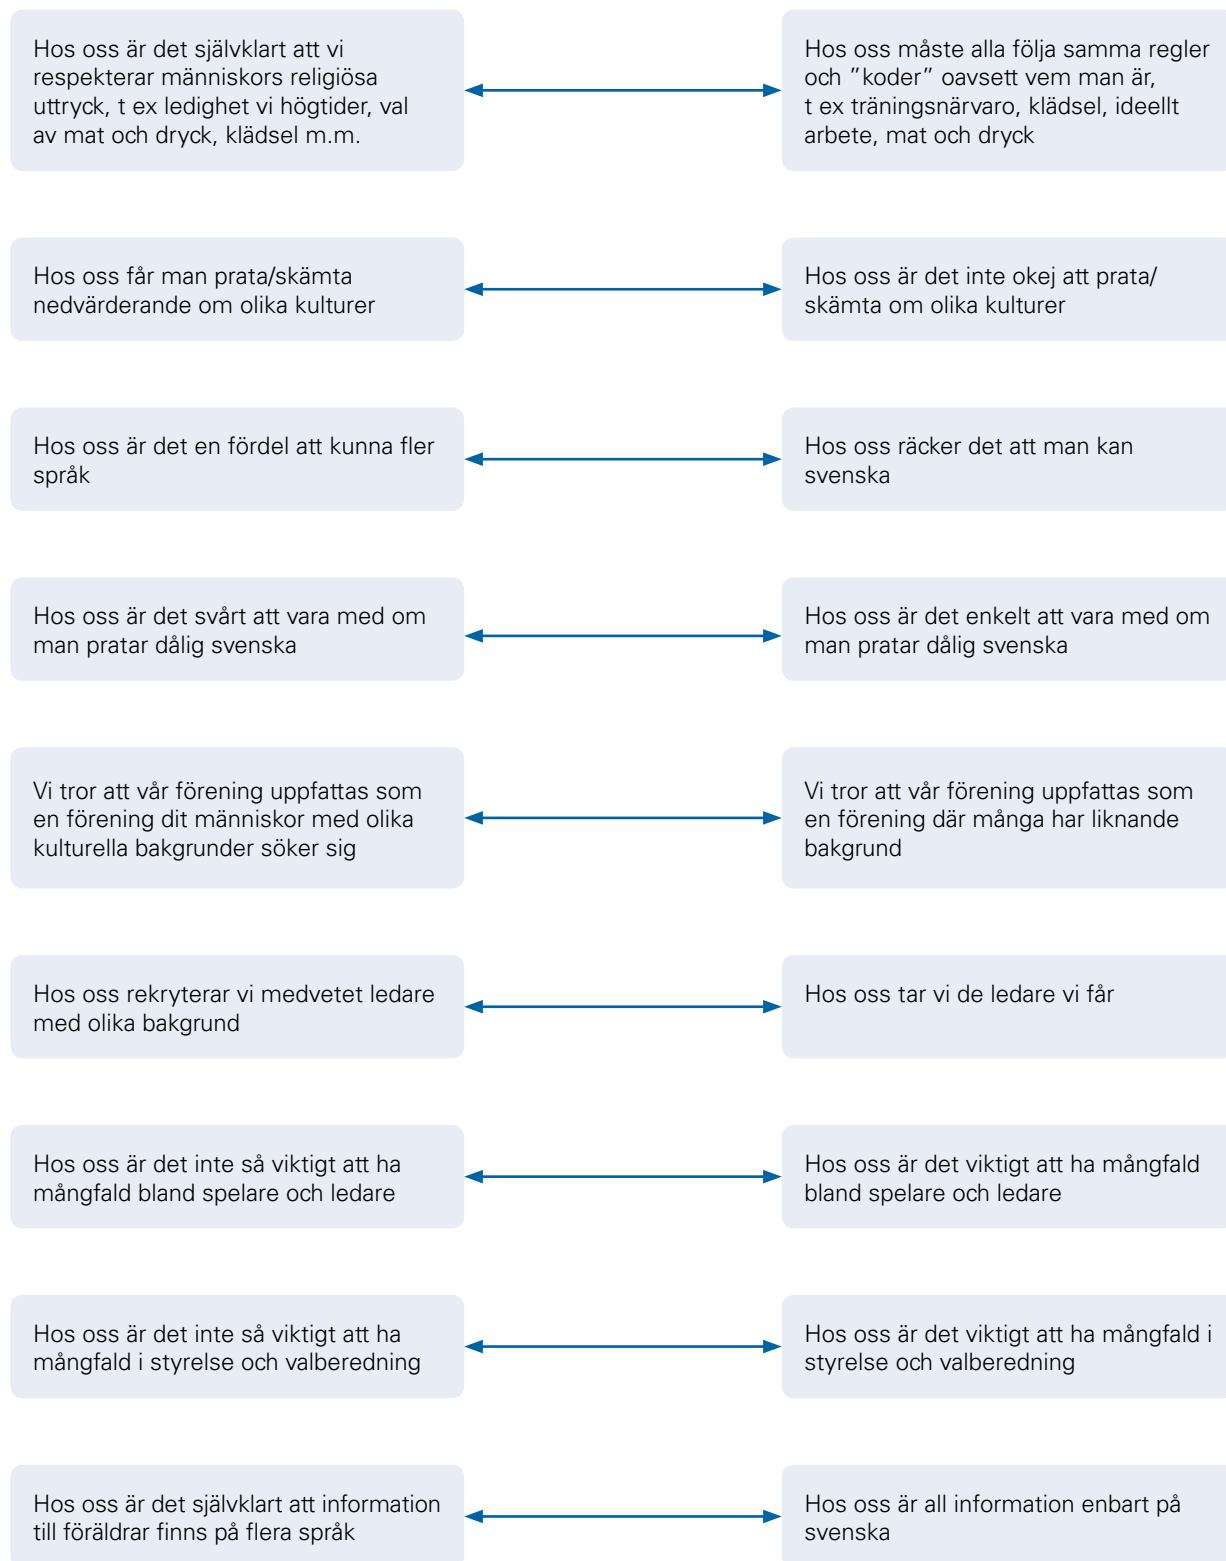 Hos oss är det självklart att vi
respekterar människors religiösa
uttryck, t ex ledighet vi högtider, val
av mat och dryck, klädsel m.m.
Hos oss måste alla följa samma regler
och ”koder” oavsett vem man är,
t ex träningsnärvaro, klädsel, ideellt
arbete, mat och dryck
Hos oss får man prata/skämta
nedvärderande om olika kulturer
Hos oss är det inte okej att prata/
skämta om olika kulturer
Hos oss är det en fördel att kunna fler
språk
Hos oss räcker det att man kan
svenska
Hos oss är det svårt att vara med om
man pratar dålig svenska
Hos oss är det enkelt att vara med om
man pratar dålig svenska
Vi tror att vår förening uppfattas som
en förening dit människor med olika
kulturella bakgrunder söker sig
Vi tror att vår förening uppfattas som
en förening där många har liknande
bakgrund
Hos oss rekryterar vi medvetet ledare
med olika bakgrund
Hos oss tar vi de ledare vi får
Hos oss är det inte så viktigt att ha
mångfald bland spelare och ledare
Hos oss är det viktigt att ha mångfald
bland spelare och ledare
Hos oss är det inte så viktigt att ha
mångfald i styrelse och valberedning
Hos oss är det viktigt att ha mångfald i
styrelse och valberedning
Hos oss är det självklart att information
till föräldrar finns på flera språk
Hos oss är all information enbart på
svenska